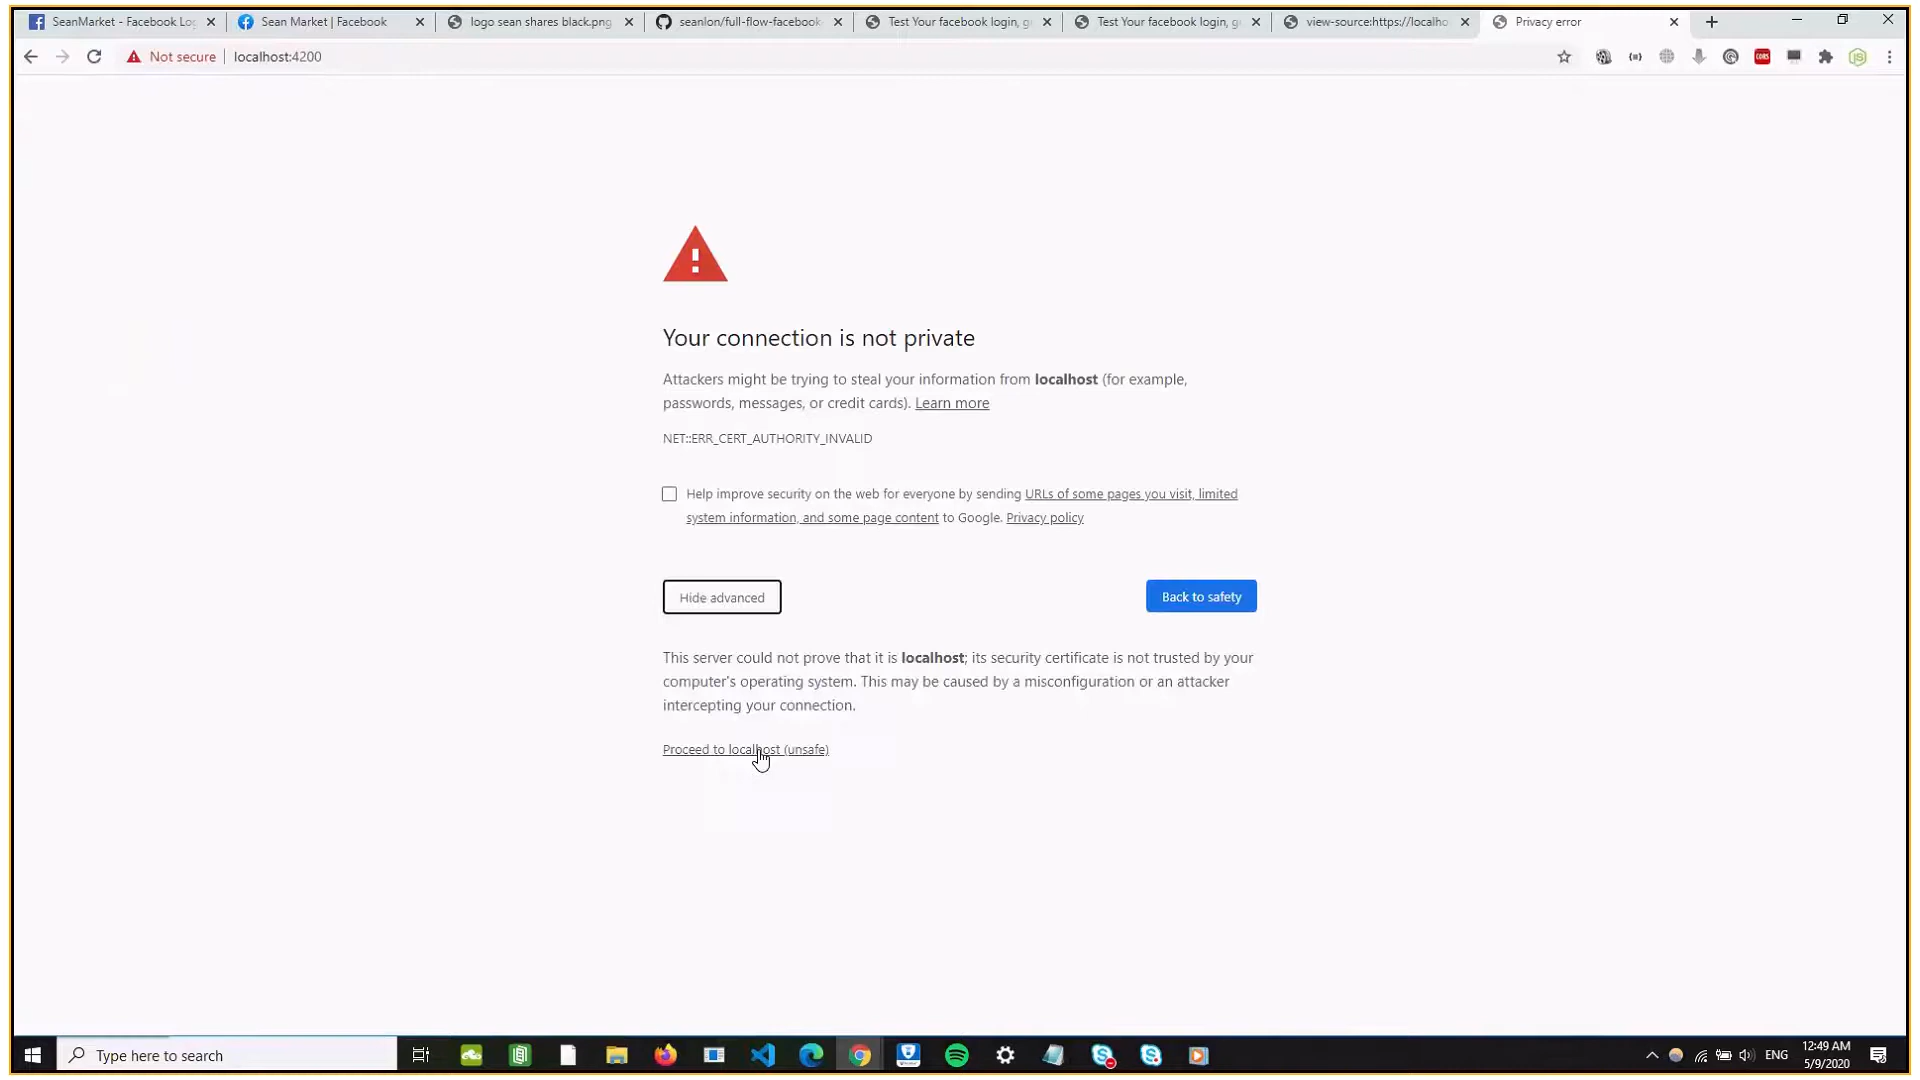 SeanMarket - Facebook Log
Sean Market | Facebook
logo sean shares black.png
seanlon/full-flow-facebook-
Test Your facebook login, g
Test Your facebook login, g
view-source:https://localho
Privacy error
Not secure
localhost:4200
CORS
JS
Your connection is not private
Attackers might be trying to steal your information from localhost (for example,
passwords, messages, or credit cards). Learn more
NET::ERR_CERT_AUTHORITY_INVALID
Help improve security on the web for everyone by sending URLs of some pages you visit, limited
system information, and some page content to Google. Privacy policy
Hide advanced
Back to safety
This server could not prove that it is localhost; its security certificate is not trusted by your
computer's operating system. This may be caused by a misconfiguration or an attacker
intercepting your connection.
Proceed to localhost (unsafe)
Type here to search
ENG
12:49 AM
5/9/2020